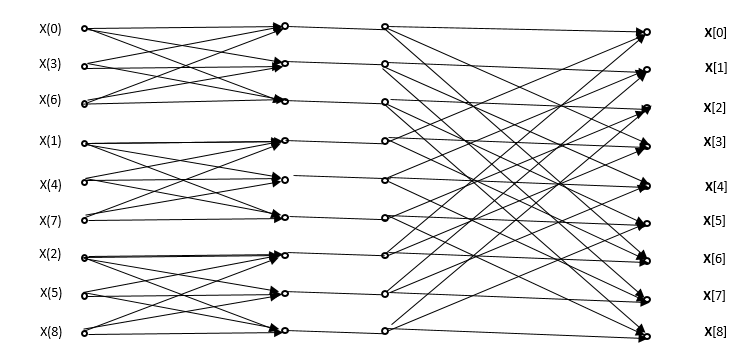 X(0) X[0]
X(3) X[1]
X(6) X[2]
X(1) X[3]
X(4) X[4]
X(7) X[5]
X(2) X[6]
X(5) X[7]
X(8) X[8]